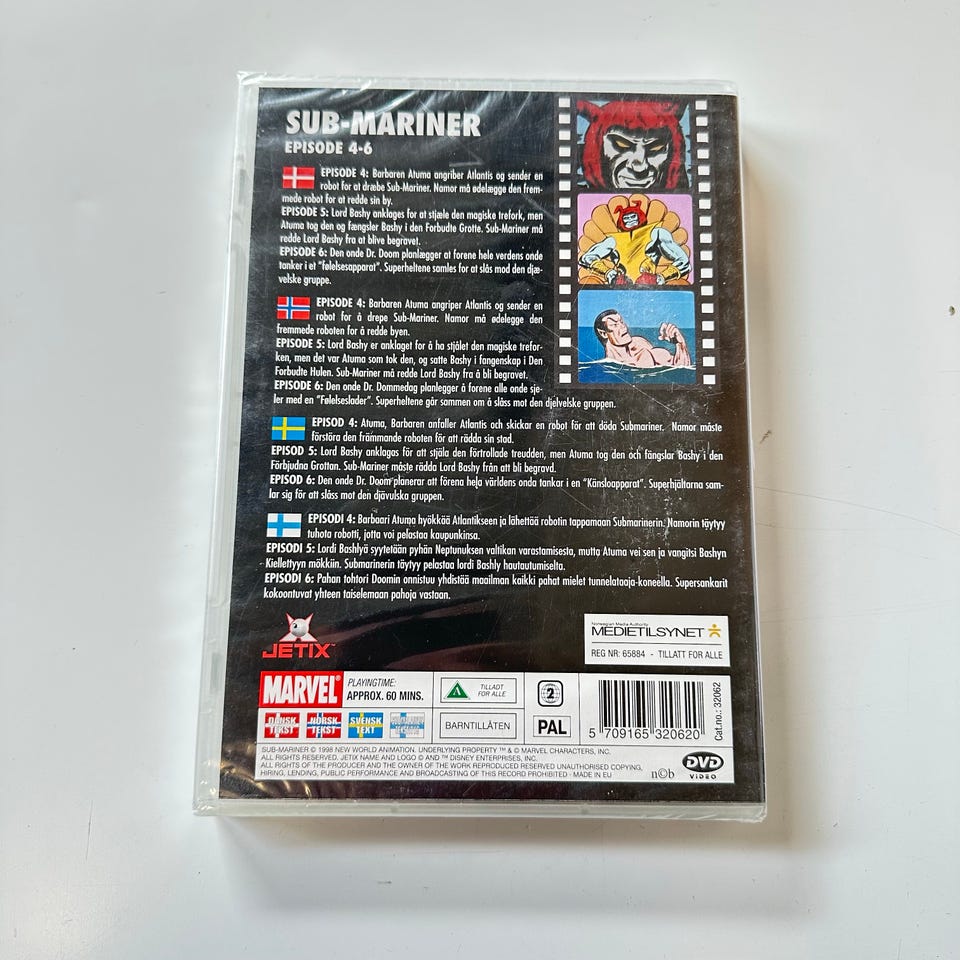 SUB-MARINER
EPISODE 4-6
EPISODE 4: Barbaren Atuma angriber Atlantis og sender en
robot for at dræbe Sub-Mariner. Namor må ødelægge den frem-
mede robot for at redde sin by.
EPISODE 5: Lord Bashy anklages for at stjæle den magiske trefork, men
Atuma tog den og fængsler Bashy i den Forbudte Grotte. Sub-Mariner må
redde Lord Bashy fra at blive begravet.
EPISODE 6: Den onde Dr. Doom planlægger at forene hele verdens onde
tanker i et "følelsesapparat". Superheltene samles for at slås mod den djæ-
velske gruppe.
EPISODE 4: Barbaren Atuma angriper Atlantis og sender en
robot for å drepe Sub-Mariner. Namor må ødelegge den
fremmede roboten for å redde byen.
EPISODE 5: Lord Bashy er anklaget for å ha stjålet den magiske trefor-
ken, men det var Atuma som tok den, og satte Bashy i fangenskap i Den
Forbudte Hulen. Sub-Mariner må redde Lord Bashy fra å bli begravet.
EPISODE 6: Den onde Dr. Dommedag planlegger å forene alle onde sje-
ler med en "Følelseslader". Superheltene går sammen om å slåss mot den djelvelske gruppen.
EPISOD 4: Atuma, Barbaren anfaller Atlantis och skickar en robot för att döda Submariner. Namor måste
förstöra den främmande roboten för att rädda sin stad.
EPISOD 5: Lord Bashy anklagas for att stjäla den förtrollade treudden, men Atuma tog den och fängslar Bashy i den
Förbjudna Grottan. Sub-Mariner måste rädda Lord Bashy från att bli begravd.
EPISOD 6: Den onde Dr. Doom planerar att förena hela världens onda tankar i en "Känsloapparat". Superhjältarna sam-
lar sig för att slåss mot den djävulska gruppen.
EPISODI 4: Barbaari Atuma hyökkää Atlantikseen ja lähettää robotin tappamaan Submarinerin. Namorin täytyy
tuhota robotti, jotta voi pelastaa kaupunkinsa.
EPISODI 5: Lordi Bashlyä syytetään pyhän Neptunuksen valtikan varastamisesta, mutta Atuma vei sen ja vangitsi Bashyn
Kiellettyyn mökkiin. Submarinerin täytyy pelastaa lordi Bashly hautautumiselta.
EPISODI 6: Pahan tohtori Doomin onnistuu yhdistää maailman kaikki pahat mielet tunnelataaja-koneella. Supersankarit
kokoontuvat yhteen taiselemaan pahoja vastaan.
JETIX™
Norwegian Media Authority
MEDIETILSYNET
REG NR: 65884 - TILLATT FOR ALLE
MARVEL®
PLAYINGTIME:
APPROX. 60 MINS.
A TILLADT
FOR ALLE
2
DANSK
TEKST
NORSK
TEKST
SVENSK
TEXT
BARNTILLÅTEN
PAL
5 709165 320620
Cat.no.: 32062
SUB-MARINER © 1998 NEW WORLD ANIMATION. UNDERLYING PROPERTY ™ & © MARVEL CHARACTERS, INC.
ALL RIGHTS RESERVED. JETIX NAME AND LOGO © AND ™ DISNEY ENTERPRISES, INC.
ALL RIGHTS OF THE PRODUCER AND THE OWNER OF THE WORK REPRODUCED RESERVED UNAUTHORISED COPYING,
HIRING, LENDING, PUBLIC PERFORMANCE AND BROADCASTING OF THIS RECORD PROHIBITED - MADE IN EU
n©b
DVD
VIDEO